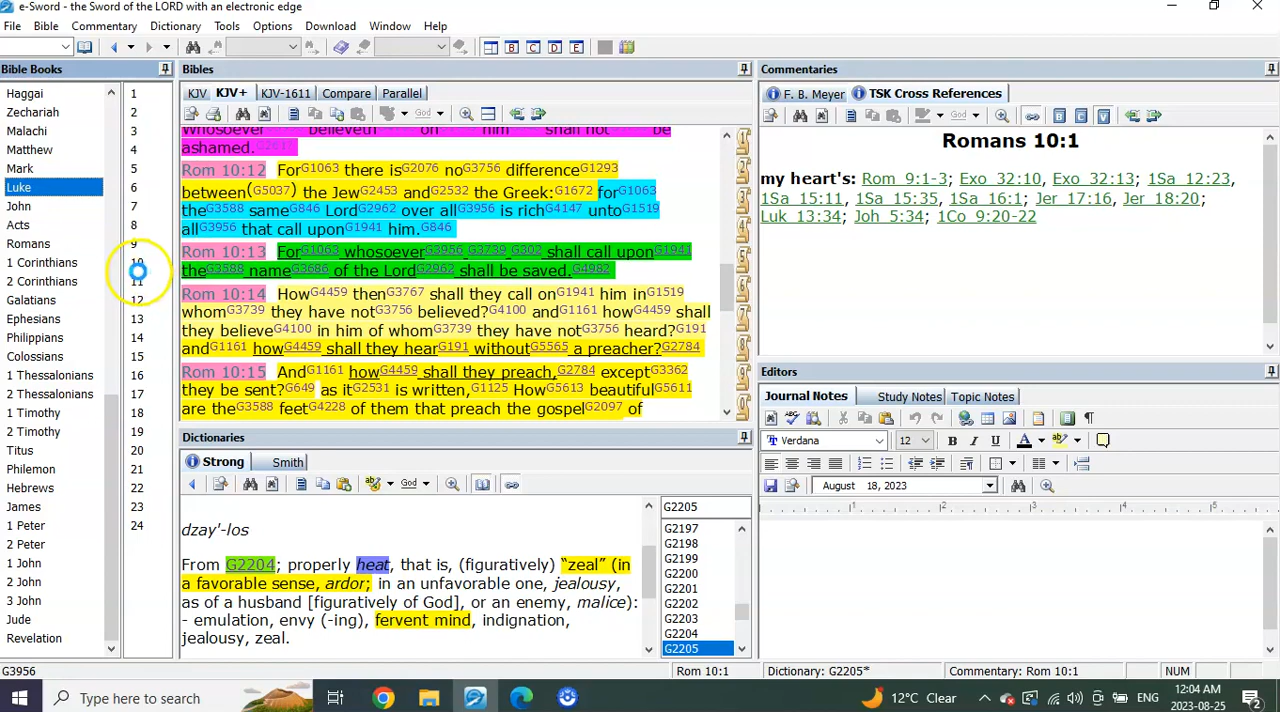 e-Sword - the Sword of the LORD with an electronic edge
File Bible Commentary Tools Dictionary Options Download Window Help
Bible Books
Haggai
Zechariah
Malachi
Matthew
Mark
Luke
John
Acts
Romans
1 Corinthians
2 Corinthians
Galatians
Ephesians
Philippians
Colossians
1 Thessalonians
2 Thessalonians
1 Timothy
2 Timothy
Titus
Philemon
Hebrews
James
1 Peter
2 Peter
1 John
2 John
3 John
Jude
Revelation
1
2
3
4
5
6
7
8
9
10
11
12
13
14
15
16
17
18
19
20
21
22
23
24
Bibles
KJV KJV+ KJV-1611 Compare Parallel
God
Whosoever believeth on him shall not be
ashamed.G2617
Rom 10:12 ForG1063 there isG2076 noG3756 differenceG1293
between(G5037) the JewG2453 andG2532 the Greek:G1672 forG1063
theG3588 sameG846 LordG2962 over allG3956 is richG4147 untoG1519
allG3956 that call uponG1941 him.G846
Rom 10:13 ForG1063 whosoeverG3956 G3739 G302 shall call uponG1941
theG3588 nameG3686 of the LordG2962 shall be saved.G4982
Rom 10:14 HowG4459 thenG3767 shall they call onG1941 him inG1519
whomG3739 they have notG3756 believed?G4100 andG1161 howG4459 shall
they believeG4100 in him of whomG3739 they have notG3756 heard?G191
andG1161 howG4459 shall they hearG191 withoutG5565 a preacher?G2784
Rom 10:15 AndG1161 howG4459 shall they preach,G2784 exceptG3362
they be sent?G649 as itG2531 is written,G1125 HowG5613 beautifulG5611
are theG3588 feetG4228 of them that preach the gospelG2097 of
Dictionaries
Strong Smith
God
dzay'-los
From G2204; properly heat, that is, (figuratively) “zeal” (in
a favorable sense, ardor; in an unfavorable one, jealousy,
as of a husband [figuratively of God], or an enemy, malice):
- emulation, envy (-ing), fervent mind, indignation,
jealousy, zeal.
G2205
G2197
G2198
G2199
G2200
G2201
G2202
G2203
G2204
G2205
Commentaries
F. B. Meyer TSK Cross References
God
Romans 10:1
my heart's: Rom 9:1-3; Exo 32:10, Exo 32:13; 1Sa 12:23,
1Sa 15:11, 1Sa 15:35, 1Sa 16:1; Jer 17:16, Jer 18:20;
Luk 13:34; Joh 5:34; 1Co 9:20-22
Editors
Journal Notes Study Notes Topic Notes
Verdana 12 B I U A ab
August 18, 2023
1 2 3 4 5
G3956 Rom 10:1 Dictionary: G2205* Commentary: Rom 10:1 NUM
Type here to search 12°C Clear ENG 12:04 AM
2023-08-25 2